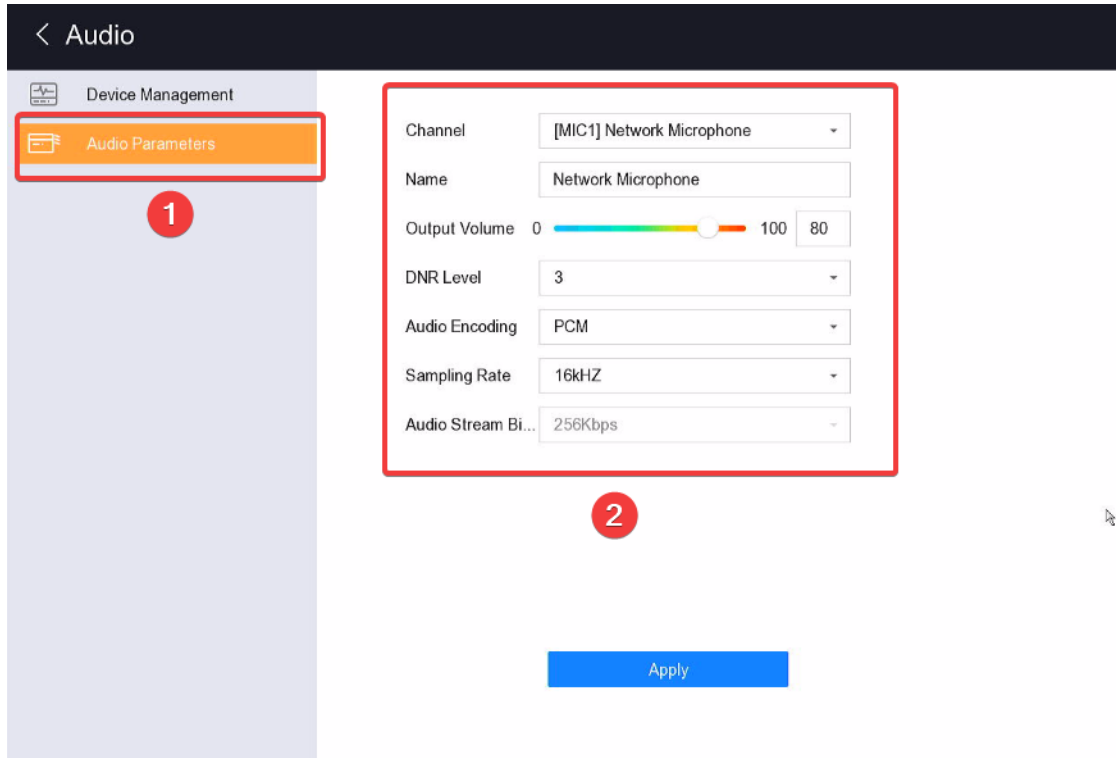 Audio
Device Management
Audio Parameters
1
Channel [MIC1] Network Microphone
Name Network Microphone
Output Volume 0 100 80
DNR Level 3
Audio Encoding PCM
Sampling Rate 16kHZ
Audio Stream Bi... 256Kbps
2
Apply